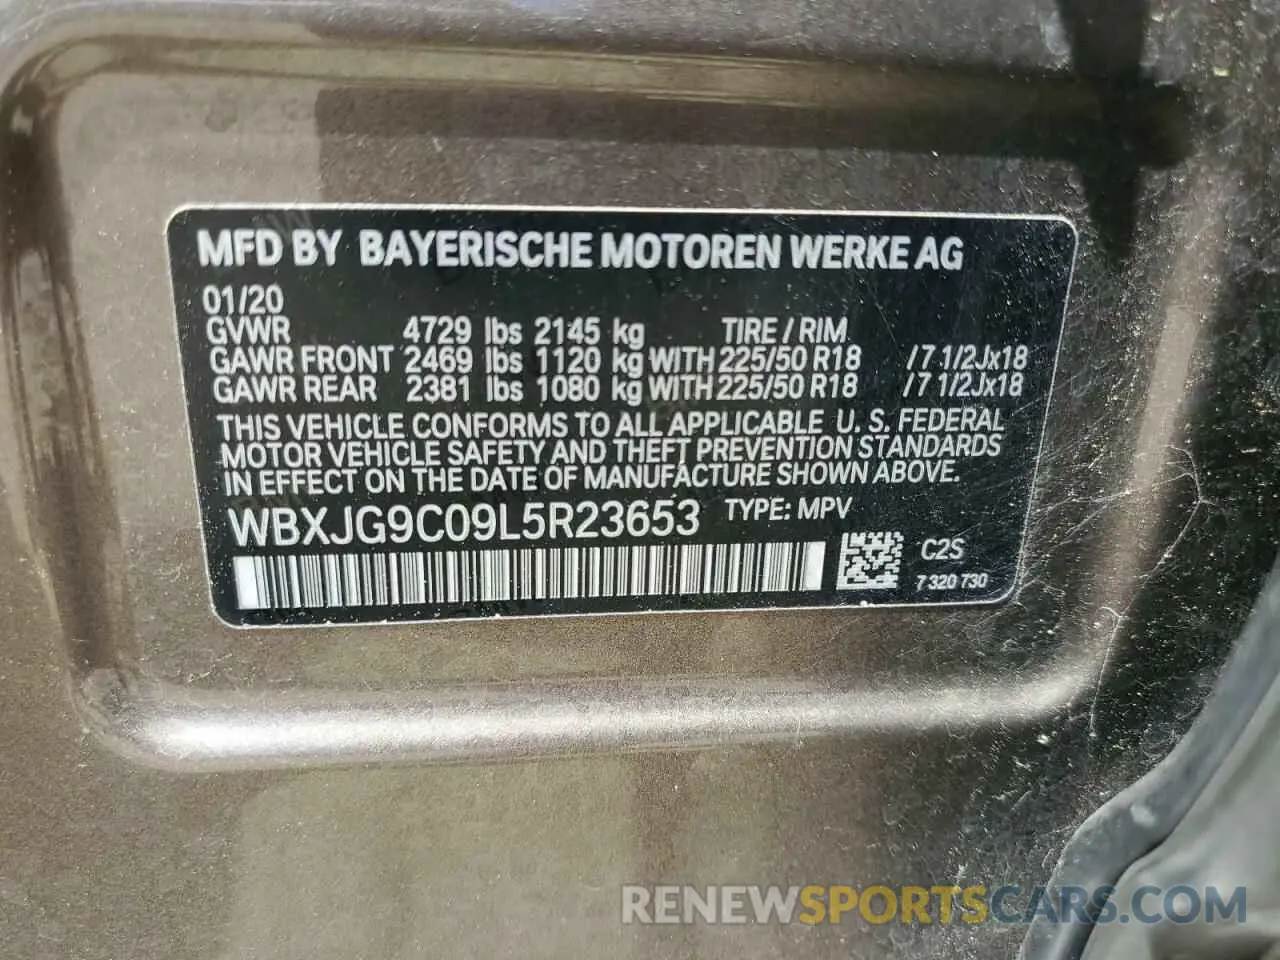 MFD BY BAYERISCHE MOTOREN WERKE AG
01/20
GVWR 4729 lbs 2145 kg TIRE / RIM
GAWR FRONT 2469 lbs 1120 kg WITH 225/50 R18 /7 1/2Jx18
GAWR REAR 2381 lbs 1080 kg WITH 225/50 R18 /7 1/2Jx18
THIS VEHICLE CONFORMS TO ALL APPLICABLE U. S. FEDERAL
MOTOR VEHICLE SAFETY AND THEFT PREVENTION STANDARDS
IN EFFECT ON THE DATE OF MANUFACTURE SHOWN ABOVE.
WBXJG9C09L5R23653 TYPE: MPV
C2S
7 320 730
RENEWSPORTSCARS.COM